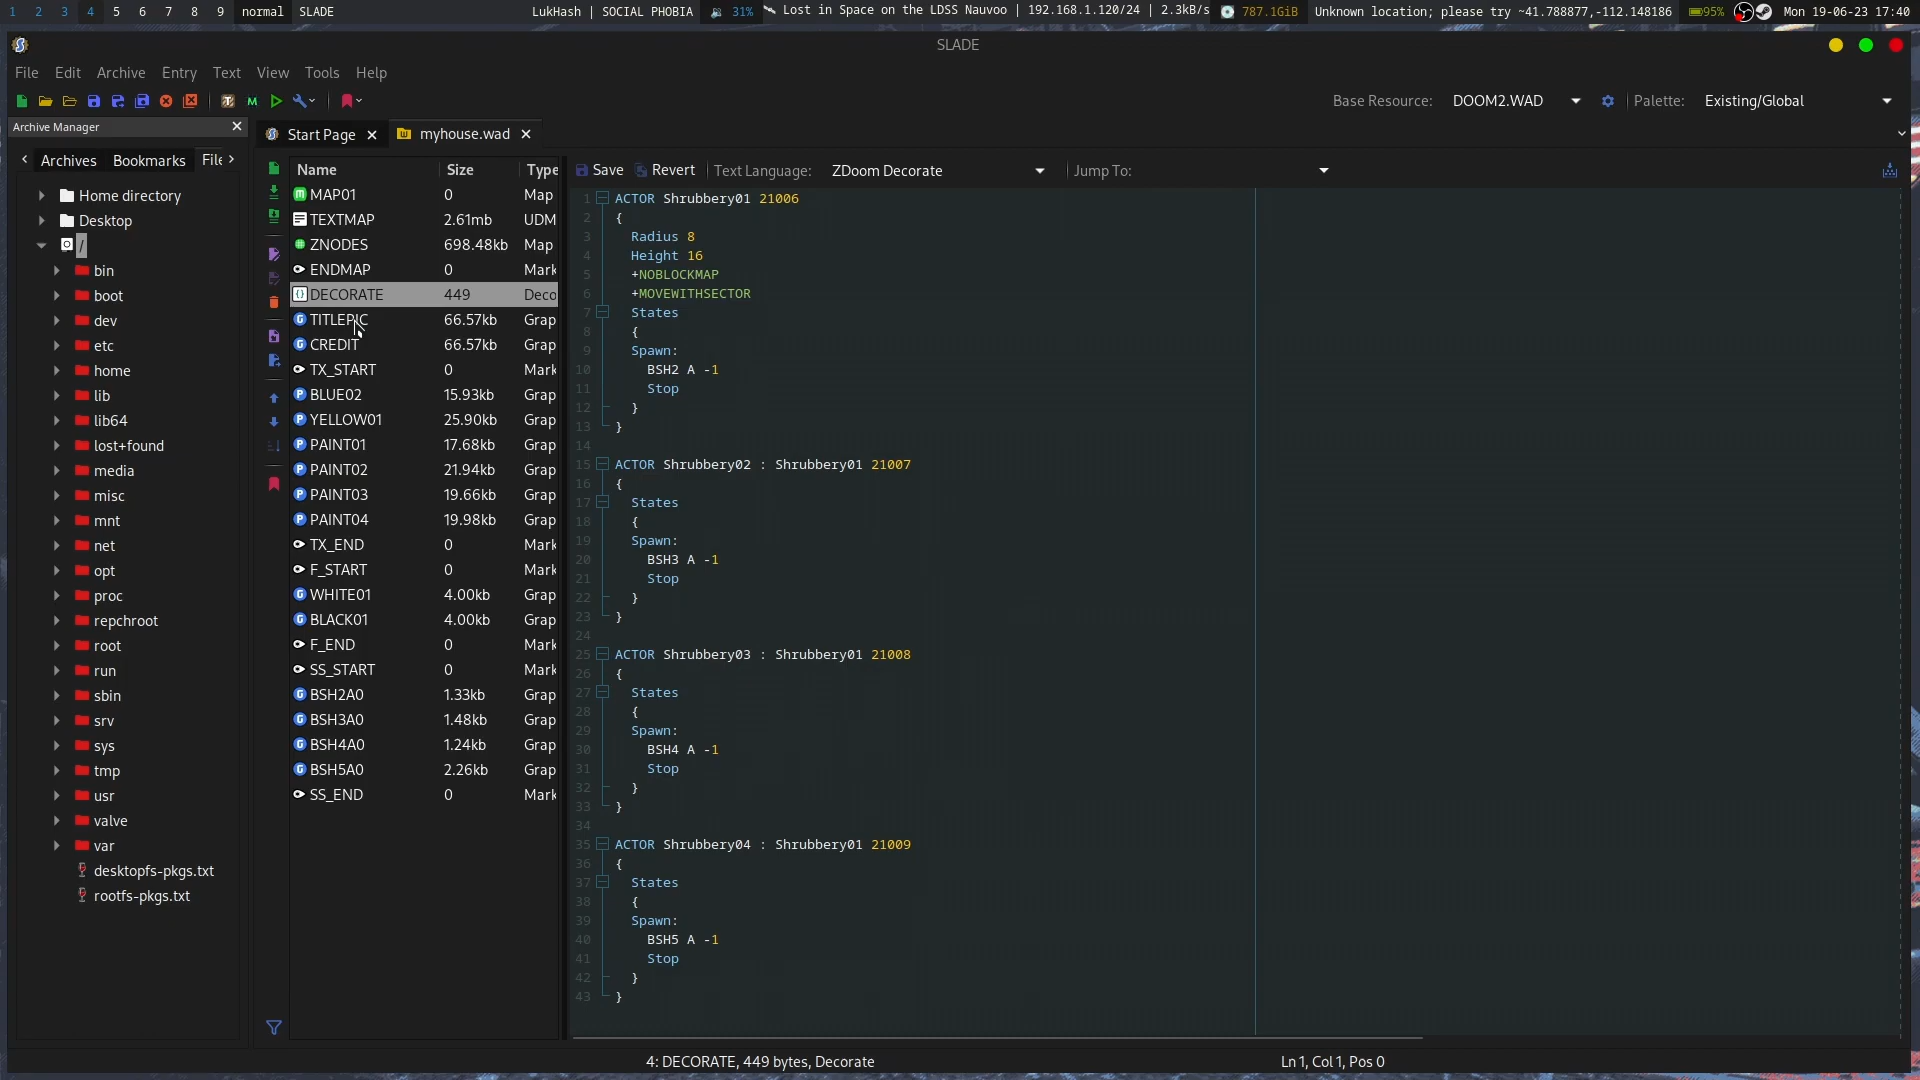 1 2 3 4 5 6 7 8 9 normal SLADE LukHash | SOCIAL PHOBIA 31% Lost in Space on the LDSS Nauvoo | 192.168.1.120/24 | 2.3kB/s 787.1GiB Unknown location; please try ~41.788877,-112.148186 95% Mon 19-06-23 17:40
SLADE
File Edit Archive Entry Text View Tools Help
Base Resource: DOOM2.WAD Palette: Existing/Global
Archive Manager
Start Page myhouse.wad
Archives Bookmarks File
Home directory
Desktop
/
bin
boot
dev
etc
home
lib
lib64
lost+found
media
misc
mnt
net
opt
proc
repchroot
root
run
sbin
srv
sys
tmp
usr
valve
var
desktopfs-pkgs.txt
rootfs-pkgs.txt
Name Size Type
MAP01 0 Map
TEXTMAP 2.61mb UDM
ZNODES 698.48kb Map
ENDMAP 0 Mark
DECORATE 449 Deco
TITLEPIC 66.57kb Grap
CREDIT 66.57kb Grap
TX_START 0 Mark
BLUE02 15.93kb Grap
YELLOW01 25.90kb Grap
PAINT01 17.68kb Grap
PAINT02 21.94kb Grap
PAINT03 19.66kb Grap
PAINT04 19.98kb Grap
TX_END 0 Mark
F_START 0 Mark
WHITE01 4.00kb Grap
BLACK01 4.00kb Grap
F_END 0 Mark
SS_START 0 Mark
BSH2A0 1.33kb Grap
BSH3A0 1.48kb Grap
BSH4A0 1.24kb Grap
BSH5A0 2.26kb Grap
SS_END 0 Mark
Save Revert Text Language: ZDoom Decorate Jump To:
1 ACTOR Shrubbery01 21006
2 {
3 Radius 8
4 Height 16
5 +NOBLOCKMAP
6 +MOVEWITHSECTOR
7 States
8 {
9 Spawn:
10 BSH2 A -1
11 Stop
12 }
13 }
14
15 ACTOR Shrubbery02 : Shrubbery01 21007
16 {
17 States
18 {
19 Spawn:
20 BSH3 A -1
21 Stop
22 }
23 }
24
25 ACTOR Shrubbery03 : Shrubbery01 21008
26 {
27 States
28 {
29 Spawn:
30 BSH4 A -1
31 Stop
32 }
33 }
34
35 ACTOR Shrubbery04 : Shrubbery01 21009
36 {
37 States
38 {
39 Spawn:
40 BSH5 A -1
41 Stop
42 }
43 }
4: DECORATE, 449 bytes, Decorate Ln 1, Col 1, Pos 0